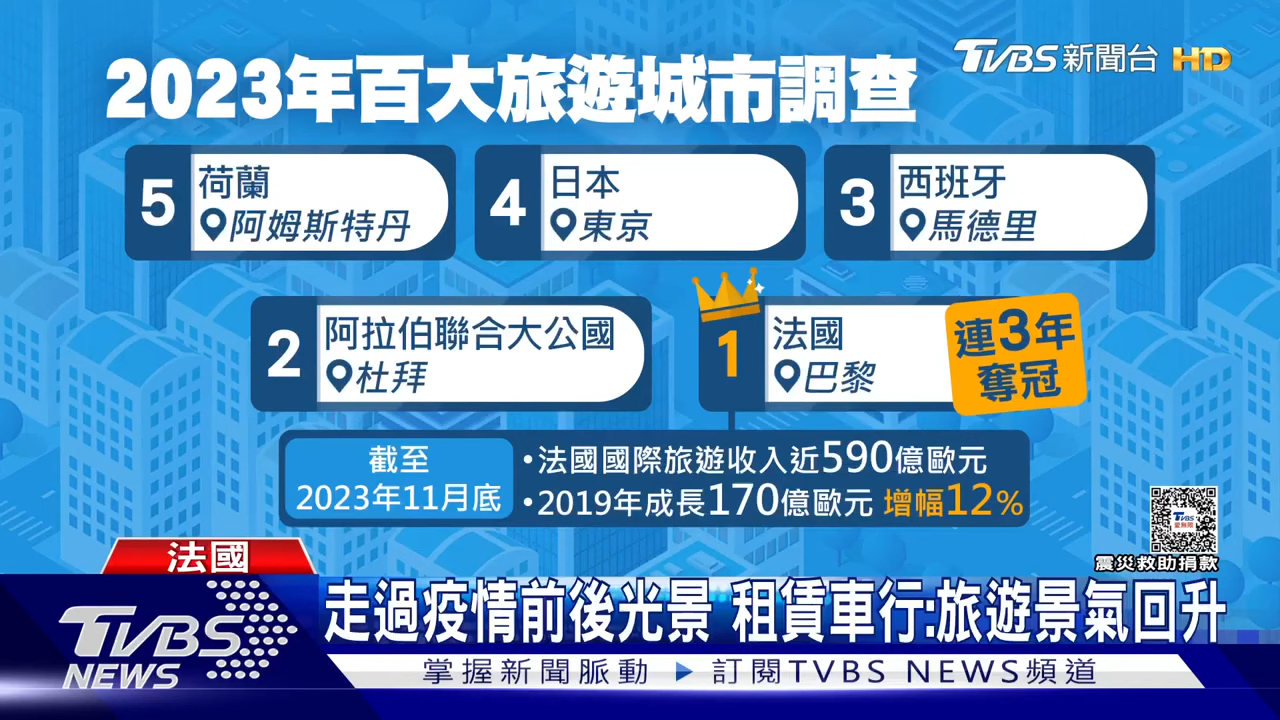 TVBS新聞台 HD
2023年百大旅遊城市調查
5 荷蘭
阿姆斯特丹
4 日本
東京
3 西班牙
馬德里
2 阿拉伯聯合大公國
杜拜
1 法國
巴黎
連3年
奪冠
截至
2023年11月底
•法國國際旅遊收入近590億歐元
•2019年成長170億歐元 增幅12%
TVBS
愛無限
震災救助捐款
法國
走過疫情前後光景 租賃車行:旅遊景氣回升
TVBS
NEWS
掌握新聞脈動 訂閱TVBS NEWS頻道